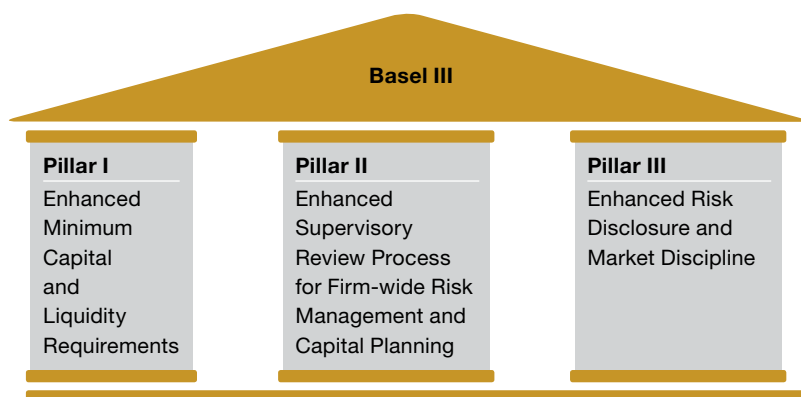 Basel III
Pillar I
Enhanced
Minimum
Capital
and
Liquidity
Requirements
Pillar II
Enhanced
Supervisory
Review Process
for Firm-wide Risk
Management and
Capital Planning
Pillar III
Enhanced Risk
Disclosure and
Market Discipline